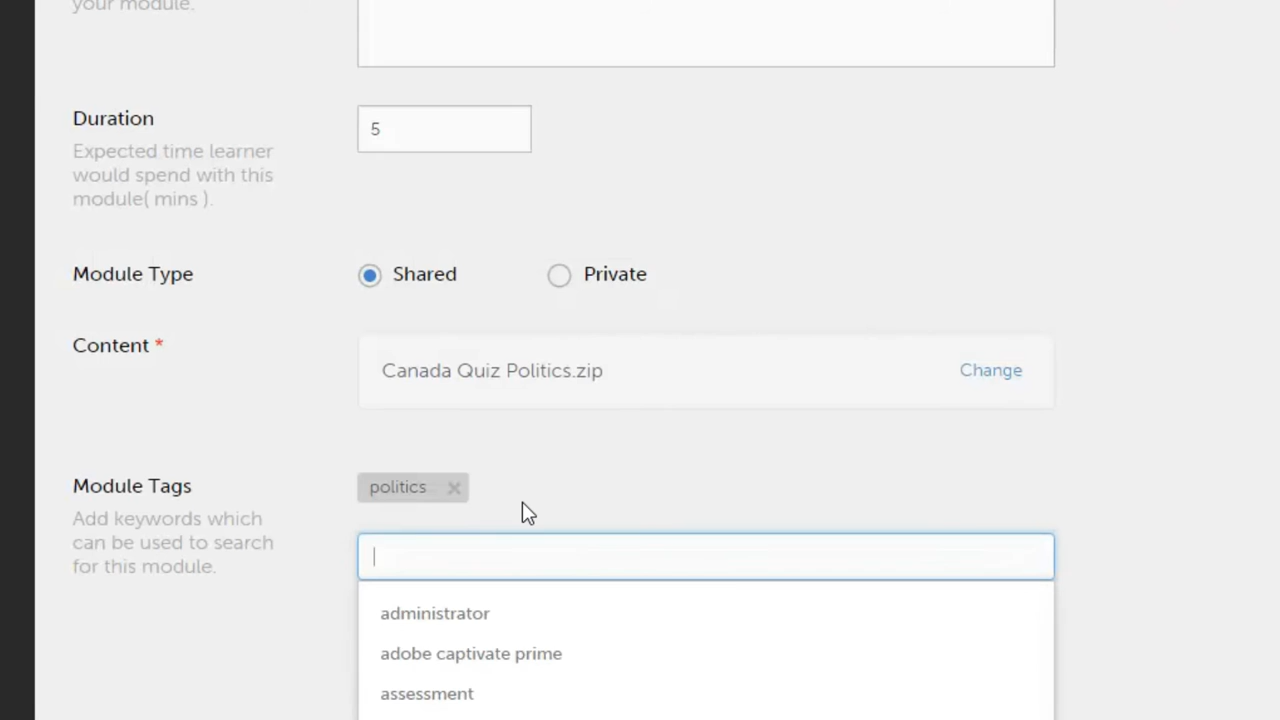 your module.
Duration
5
Expected time learner
would spend with this
module( mins ).
Module Type
Shared
Private
Content *
Canada Quiz Politics.zip
Change
Module Tags
politics
Add keywords which
can be used to search
for this module.
administrator
adobe captivate prime
assessment